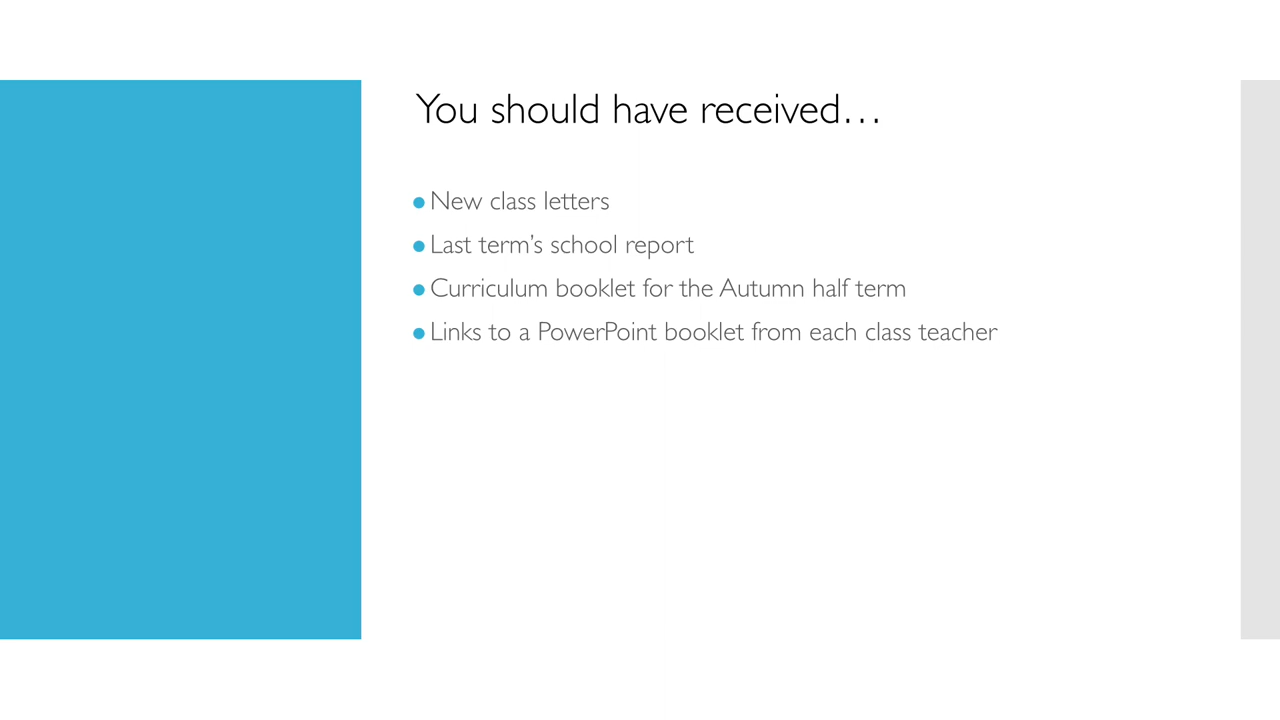 You should have received…
● New class letters
● Last term’s school report
● Curriculum booklet for the Autumn half term
● Links to a PowerPoint booklet from each class teacher